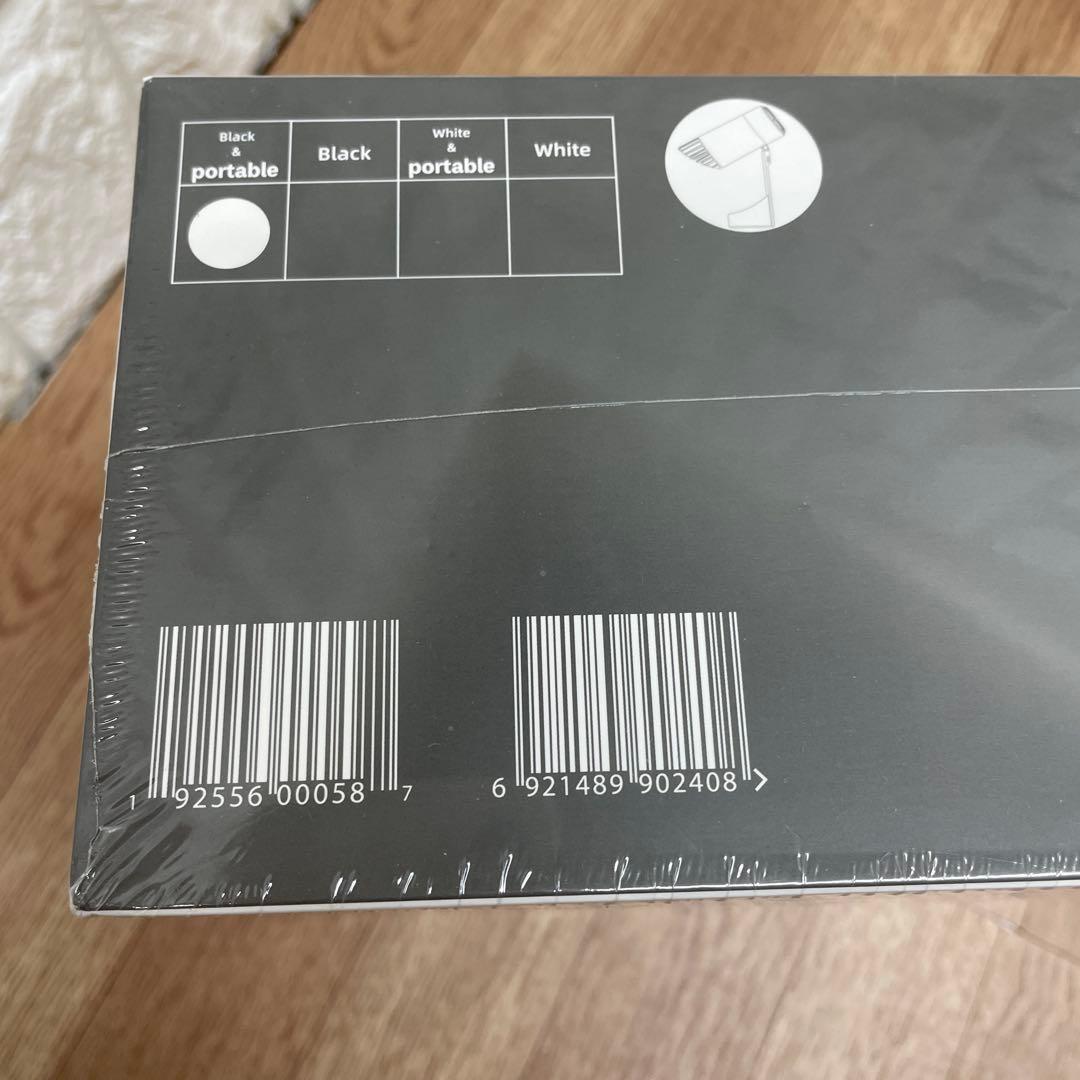 Black
&
portable
Black
White
&
portable
White
1 92556 00058 7
6 921489 902408 >